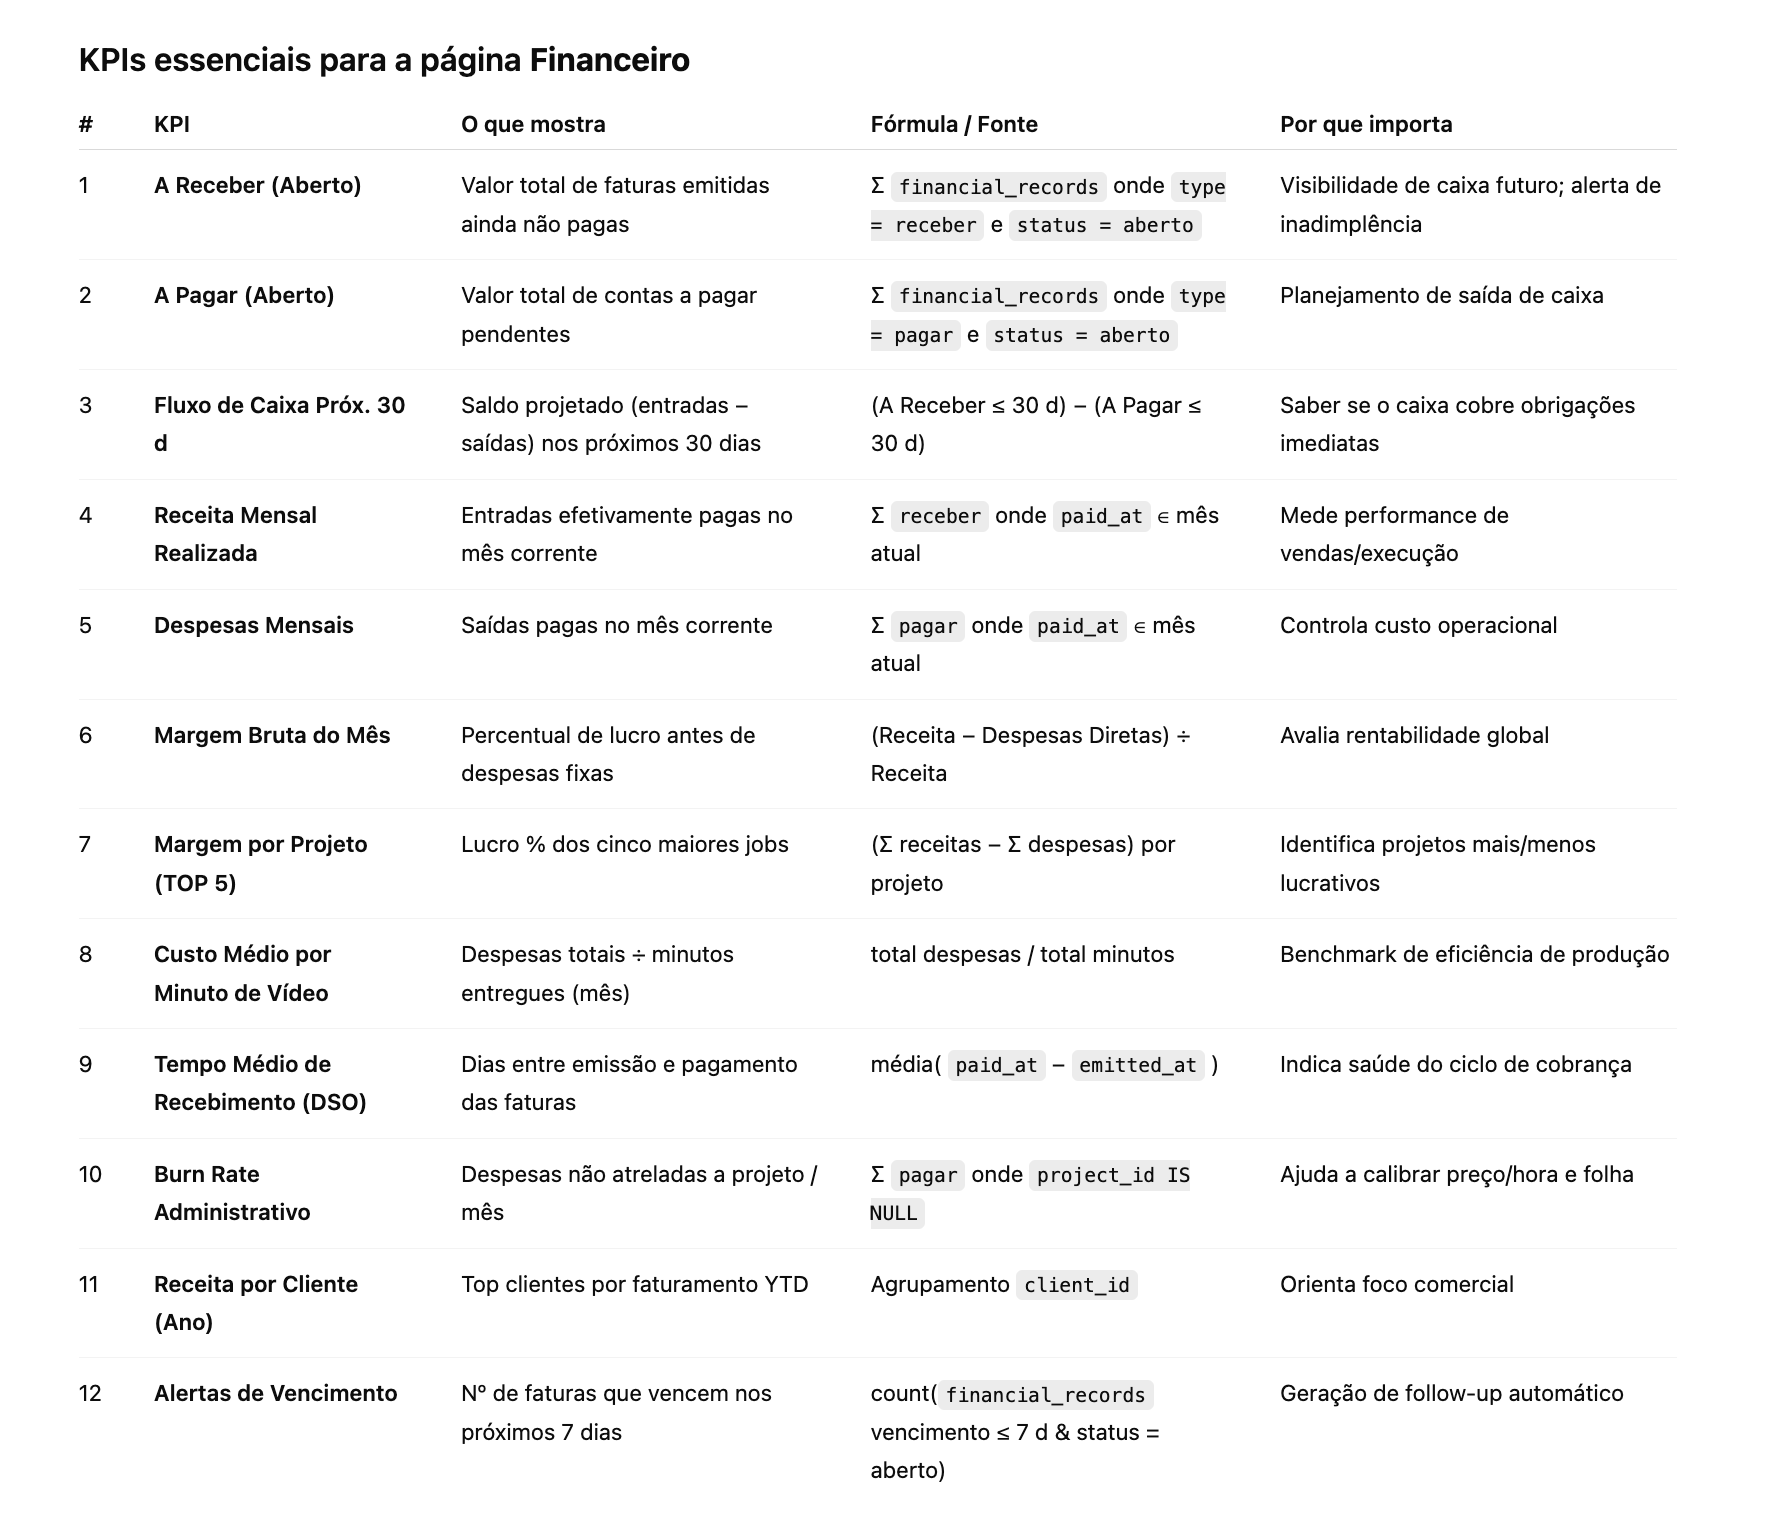 KPIs essenciais para a página Financeiro
# KPI O que mostra Fórmula / Fonte Por que importa
1 A Receber (Aberto) Valor total de faturas emitidas Σ financial_records onde type Visibilidade de caixa futuro; alerta de
ainda não pagas = receber e status = aberto inadimplência
2 A Pagar (Aberto) Valor total de contas a pagar Σ financial_records onde type Planejamento de saída de caixa
pendentes = pagar e status = aberto
3 Fluxo de Caixa Próx. 30 Saldo projetado (entradas – (A Receber ≤ 30 d) – (A Pagar ≤ Saber se o caixa cobre obrigações
d saídas) nos próximos 30 dias 30 d) imediatas
4 Receita Mensal Entradas efetivamente pagas no Σ receber onde paid_at ∈ mês Mede performance de
Realizada mês corrente atual vendas/execução
5 Despesas Mensais Saídas pagas no mês corrente Σ pagar onde paid_at ∈ mês Controla custo operacional
atual
6 Margem Bruta do Mês Percentual de lucro antes de (Receita – Despesas Diretas) ÷ Avalia rentabilidade global
despesas fixas Receita
7 Margem por Projeto Lucro % dos cinco maiores jobs (Σ receitas – Σ despesas) por Identifica projetos mais/menos
(TOP 5) projeto lucrativos
8 Custo Médio por Despesas totais ÷ minutos total despesas / total minutos Benchmark de eficiência de produção
Minuto de Vídeo entregues (mês)
9 Tempo Médio de Dias entre emissão e pagamento média( paid_at – emitted_at ) Indica saúde do ciclo de cobrança
Recebimento (DSO) das faturas
10 Burn Rate Despesas não atreladas a projeto / Σ pagar onde project_id IS Ajuda a calibrar preço/hora e folha
Administrativo mês NULL
11 Receita por Cliente Top clientes por faturamento YTD Agrupamento client_id Orienta foco comercial
(Ano)
12 Alertas de Vencimento Nº de faturas que vencem nos count( financial_records Geração de follow-up automático
próximos 7 dias vencimento ≤ 7 d & status =
aberto)